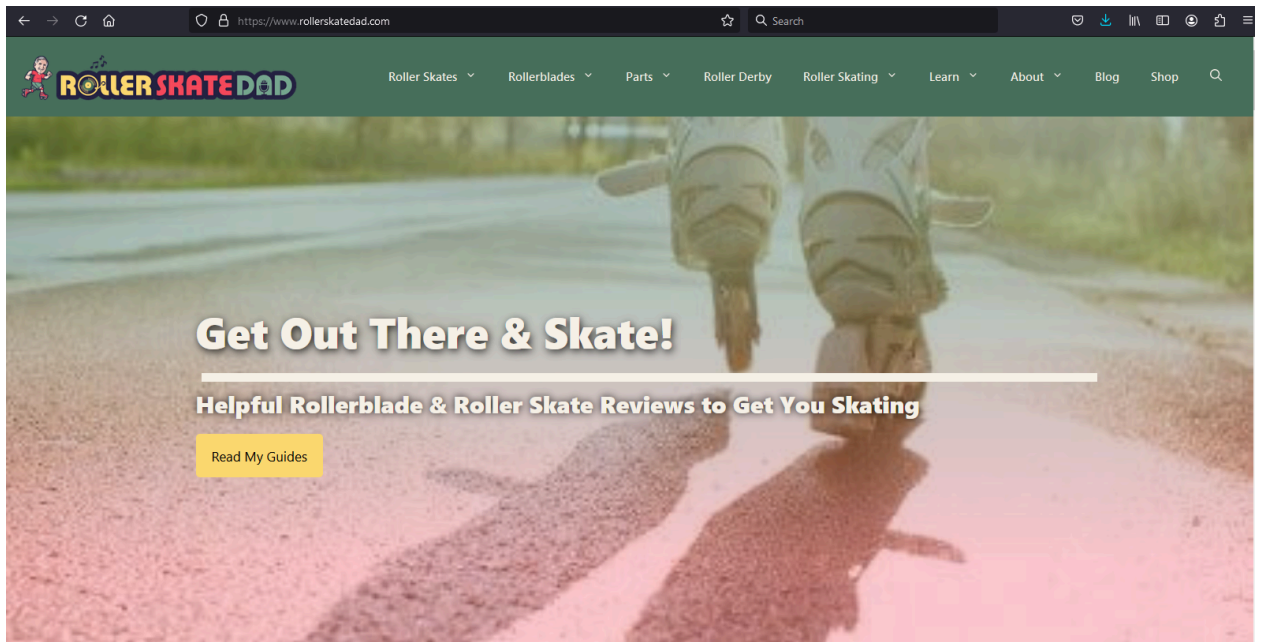 https://www.rollerskatedad.com
Search
ROLLER SKATE DAD
Roller Skates
Rollerblades
Parts
Roller Derby
Roller Skating
Learn
About
Blog
Shop
Get Out There & Skate!
Helpful Rollerblade & Roller Skate Reviews to Get You Skating
Read My Guides